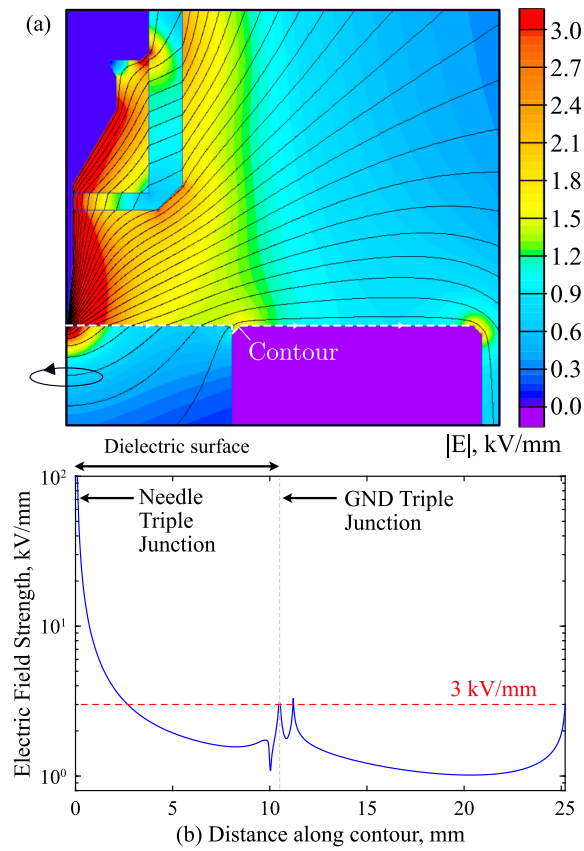 (a)
3.0
2.7
2.4
2.1
1.8
1.5
1.2
0.9
0.6
0.3
0.0
Contour
|E|, kV/mm
Dielectric surface
Needle
Triple
Junction
GND Triple
Junction
3 kV/mm
Electric Field Strength, kV/mm
10²
10¹
10⁰
0
5
10
15
20
25
(b) Distance along contour, mm